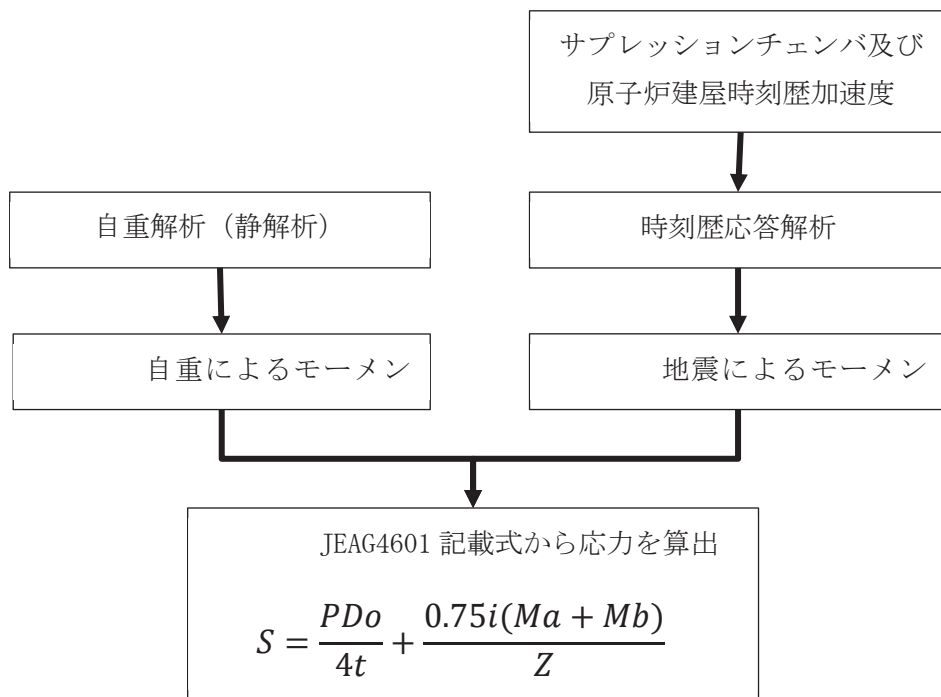 サプレッションチェンバ及び
原子炉建屋時刻歴加速度
自重解析（静解析）
時刻歴応答解析
自重によるモーメン
地震によるモーメン
JEAG4601 記載式から応力を算出
S = PDo/4t + 0.75i(Ma + Mb)/Z